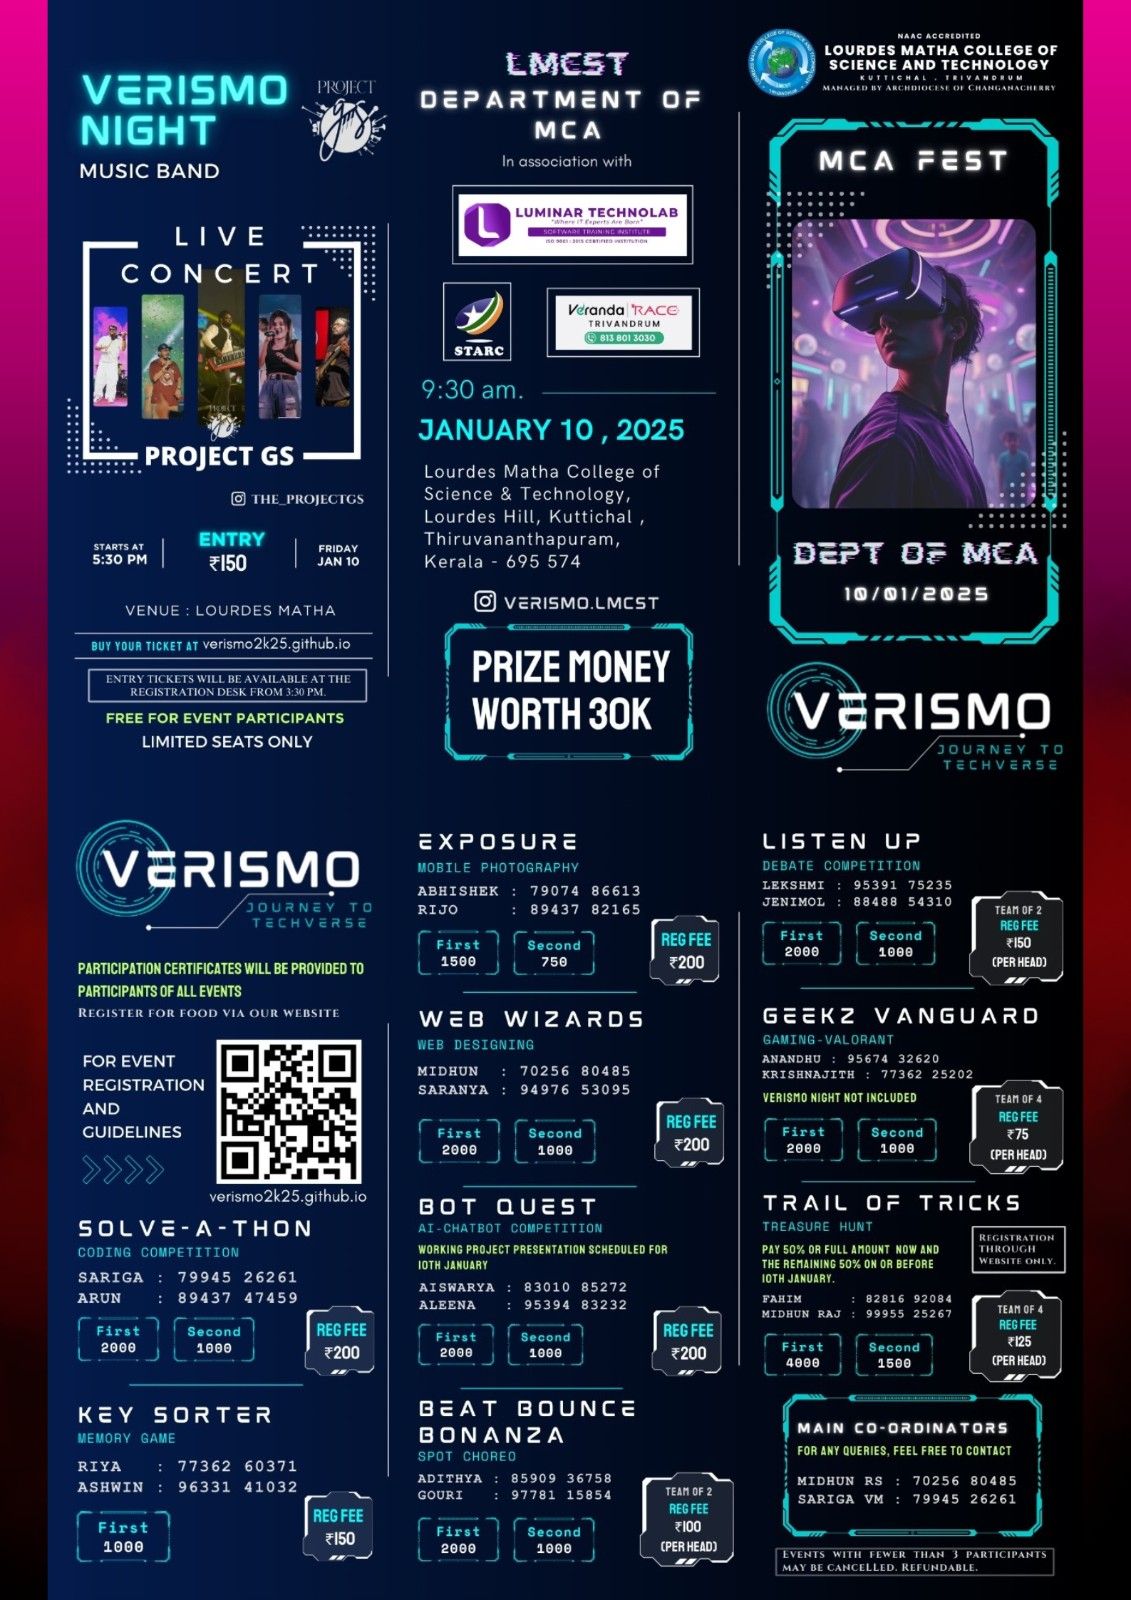 VERISMO
NIGHT
MUSIC BAND
PROJECT
gs
LIVE
CONCERT
PROJECT GS
THE_PROJECTGS
STARTS AT
5:30 PM
ENTRY
₹150
FRIDAY
JAN 10
VENUE : LOURDES MATHA
BUY YOUR TICKET AT verismo2k25.github.io
ENTRY TICKETS WILL BE AVAILABLE AT THE
REGISTRATION DESK FROM 3:30 PM.
FREE FOR EVENT PARTICIPANTS
LIMITED SEATS ONLY
LMCST
DEPARTMENT OF
MCA
In association with
LUMINAR TECHNOLAB
"Where IT Experts Are Born"
SOFTWARE TRAINING INSTITUTE
ISO 9001 : 2015 CERTIFIED INSTITUTION
STARC
Veranda RACE
TRIVANDRUM
813 801 3030
9:30 am.
JANUARY 10 , 2025
Lourdes Matha College of
Science & Technology,
Lourdes Hill, Kuttichal ,
Thiruvananthapuram,
Kerala - 695 574
VERISMO.LMCST
PRIZE MONEY
WORTH 30K
NAAC ACCREDITED
LOURDES MATHA COLLEGE OF
SCIENCE AND TECHNOLOGY
KUTTICHAL . TRIVANDRUM
MANAGED BY ARCHDIOCESE OF CHANGANACHERRY
MCA FEST
DEPT OF MCA
10/01/2025
VERISMO
JOURNEY TO
TECHVERSE
VERISMO
JOURNEY TO
TECHVERSE
PARTICIPATION CERTIFICATES WILL BE PROVIDED TO
PARTICIPANTS OF ALL EVENTS
REGISTER FOR FOOD VIA OUR WEBSITE
FOR EVENT
REGISTRATION
AND
GUIDELINES
verismo2k25.github.io
SOLVE-A-THON
CODING COMPETITION
SARIGA : 79945 26261
ARUN : 89437 47459
First
2000
Second
1000
REG FEE
₹200
KEY SORTER
MEMORY GAME
RIYA : 77362 60371
ASHWIN : 96331 41032
First
1000
REG FEE
₹150
EXPOSURE
MOBILE PHOTOGRAPHY
ABHISHEK : 79074 86613
RIJO : 89437 82165
First
1500
Second
750
REG FEE
₹200
WEB WIZARDS
WEB DESIGNING
MIDHUN : 70256 80485
SARANYA : 94976 53095
First
2000
Second
1000
REG FEE
₹200
BOT QUEST
AI-CHATBOT COMPETITION
WORKING PROJECT PRESENTATION SCHEDULED FOR
10TH JANUARY
AISWARYA : 83010 85272
ALEENA : 95394 83232
First
2000
Second
1000
REG FEE
₹200
BEAT BOUNCE
BONANZA
SPOT CHOREO
ADITHYA : 85909 36758
GOURI : 97781 15854
First
2000
Second
1000
TEAM OF 2
REG FEE
₹100
(PER HEAD)
LISTEN UP
DEBATE COMPETITION
LEKSHMI : 95391 75235
JENIMOL : 88488 54310
First
2000
Second
1000
TEAM OF 2
REG FEE
₹150
(PER HEAD)
GEEKZ VANGUARD
GAMING-VALORANT
ANANDHU : 95674 32620
KRISHNAJITH : 77362 25202
VERISMO NIGHT NOT INCLUDED
First
2000
Second
1000
TEAM OF 4
REG FEE
₹75
(PER HEAD)
TRAIL OF TRICKS
TREASURE HUNT
PAY 50% OR FULL AMOUNT NOW AND
THE REMAINING 50% ON OR BEFORE
10TH JANUARY.
REGISTRATION
THROUGH
WEBSITE ONLY.
FAHIM : 82816 92084
MIDHUN RAJ : 99955 25267
First
4000
Second
1500
TEAM OF 4
REG FEE
₹125
(PER HEAD)
MAIN CO-ORDINATORS
FOR ANY QUERIES, FEEL FREE TO CONTACT
MIDHUN RS : 70256 80485
SARIGA VM : 79945 26261
EVENTS WITH FEWER THAN 3 PARTICIPANTS
MAY BE CANCELLED. REFUNDABLE.